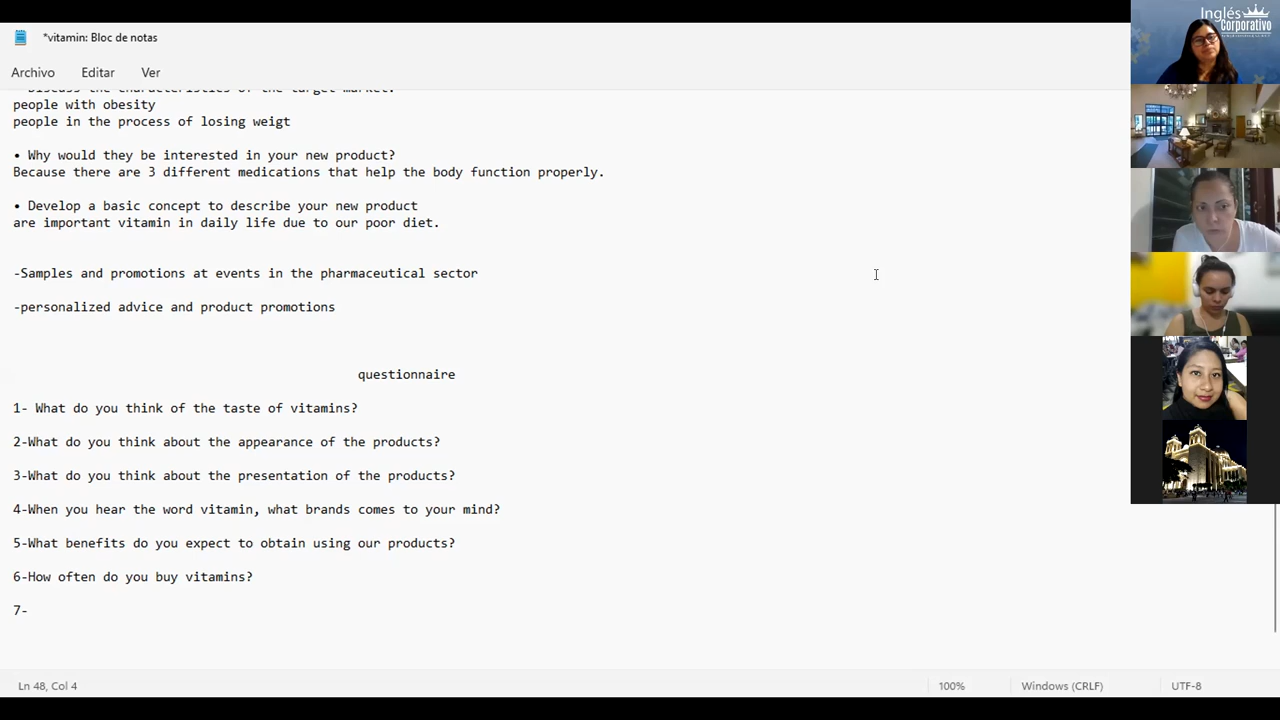 *vitamin: Bloc de notas
Archivo Editar Ver
- Discuss the characteristics of the target market.
people with obesity
people in the process of losing weigt
• Why would they be interested in your new product?
Because there are 3 different medications that help the body function properly.
• Develop a basic concept to describe your new product
are important vitamin in daily life due to our poor diet.
-Samples and promotions at events in the pharmaceutical sector
-personalized advice and product promotions
questionnaire
1- What do you think of the taste of vitamins?
2-What do you think about the appearance of the products?
3-What do you think about the presentation of the products?
4-When you hear the word vitamin, what brands comes to your mind?
5-What benefits do you expect to obtain using our products?
6-How often do you buy vitamins?
7-
Ln 48, Col 4 100% Windows (CRLF) UTF-8
Inglés
Corporativo